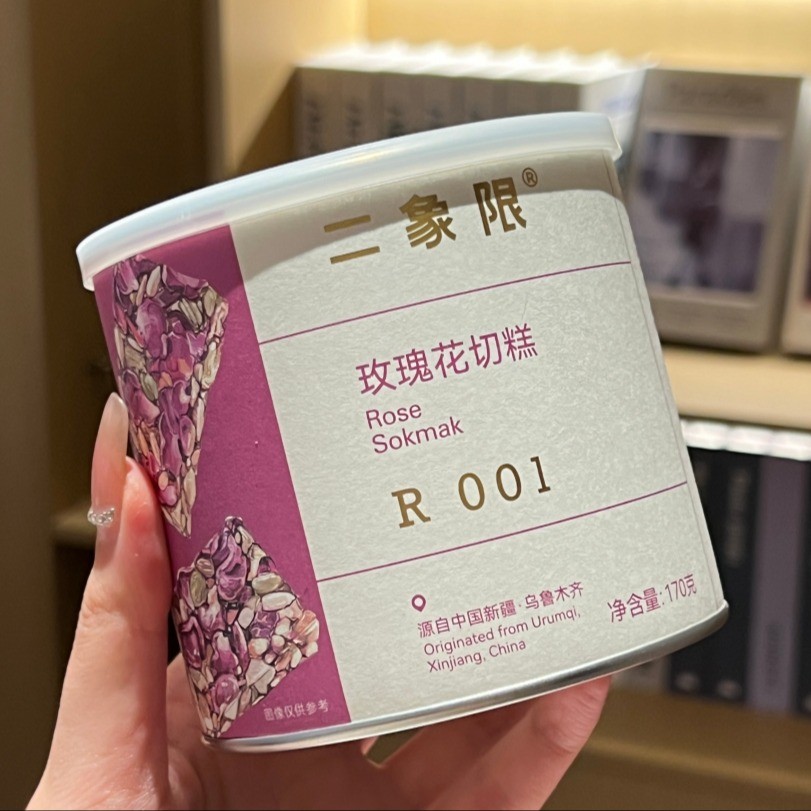 二象限®
玫瑰花切糕
Rose
Sokmak
R 001
源自中国新疆·乌鲁木齐
Originated from Urumqi,
Xinjiang, China
净含量:170克
图像仅供参考